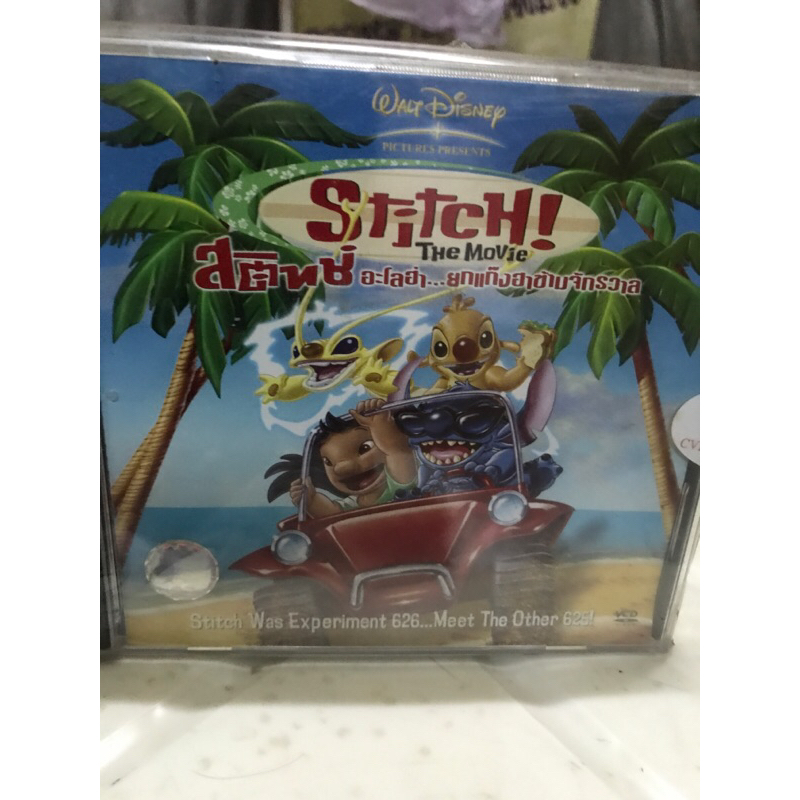 WALT DISNEY
PICTURES PRESENTS
Stitch!
The Movie
สติทช์ อะโลฮ่า...ยกแก๊งฮาข้ามจักรวาล
Stitch Was Experiment 626...Meet The Other 625!
VCD